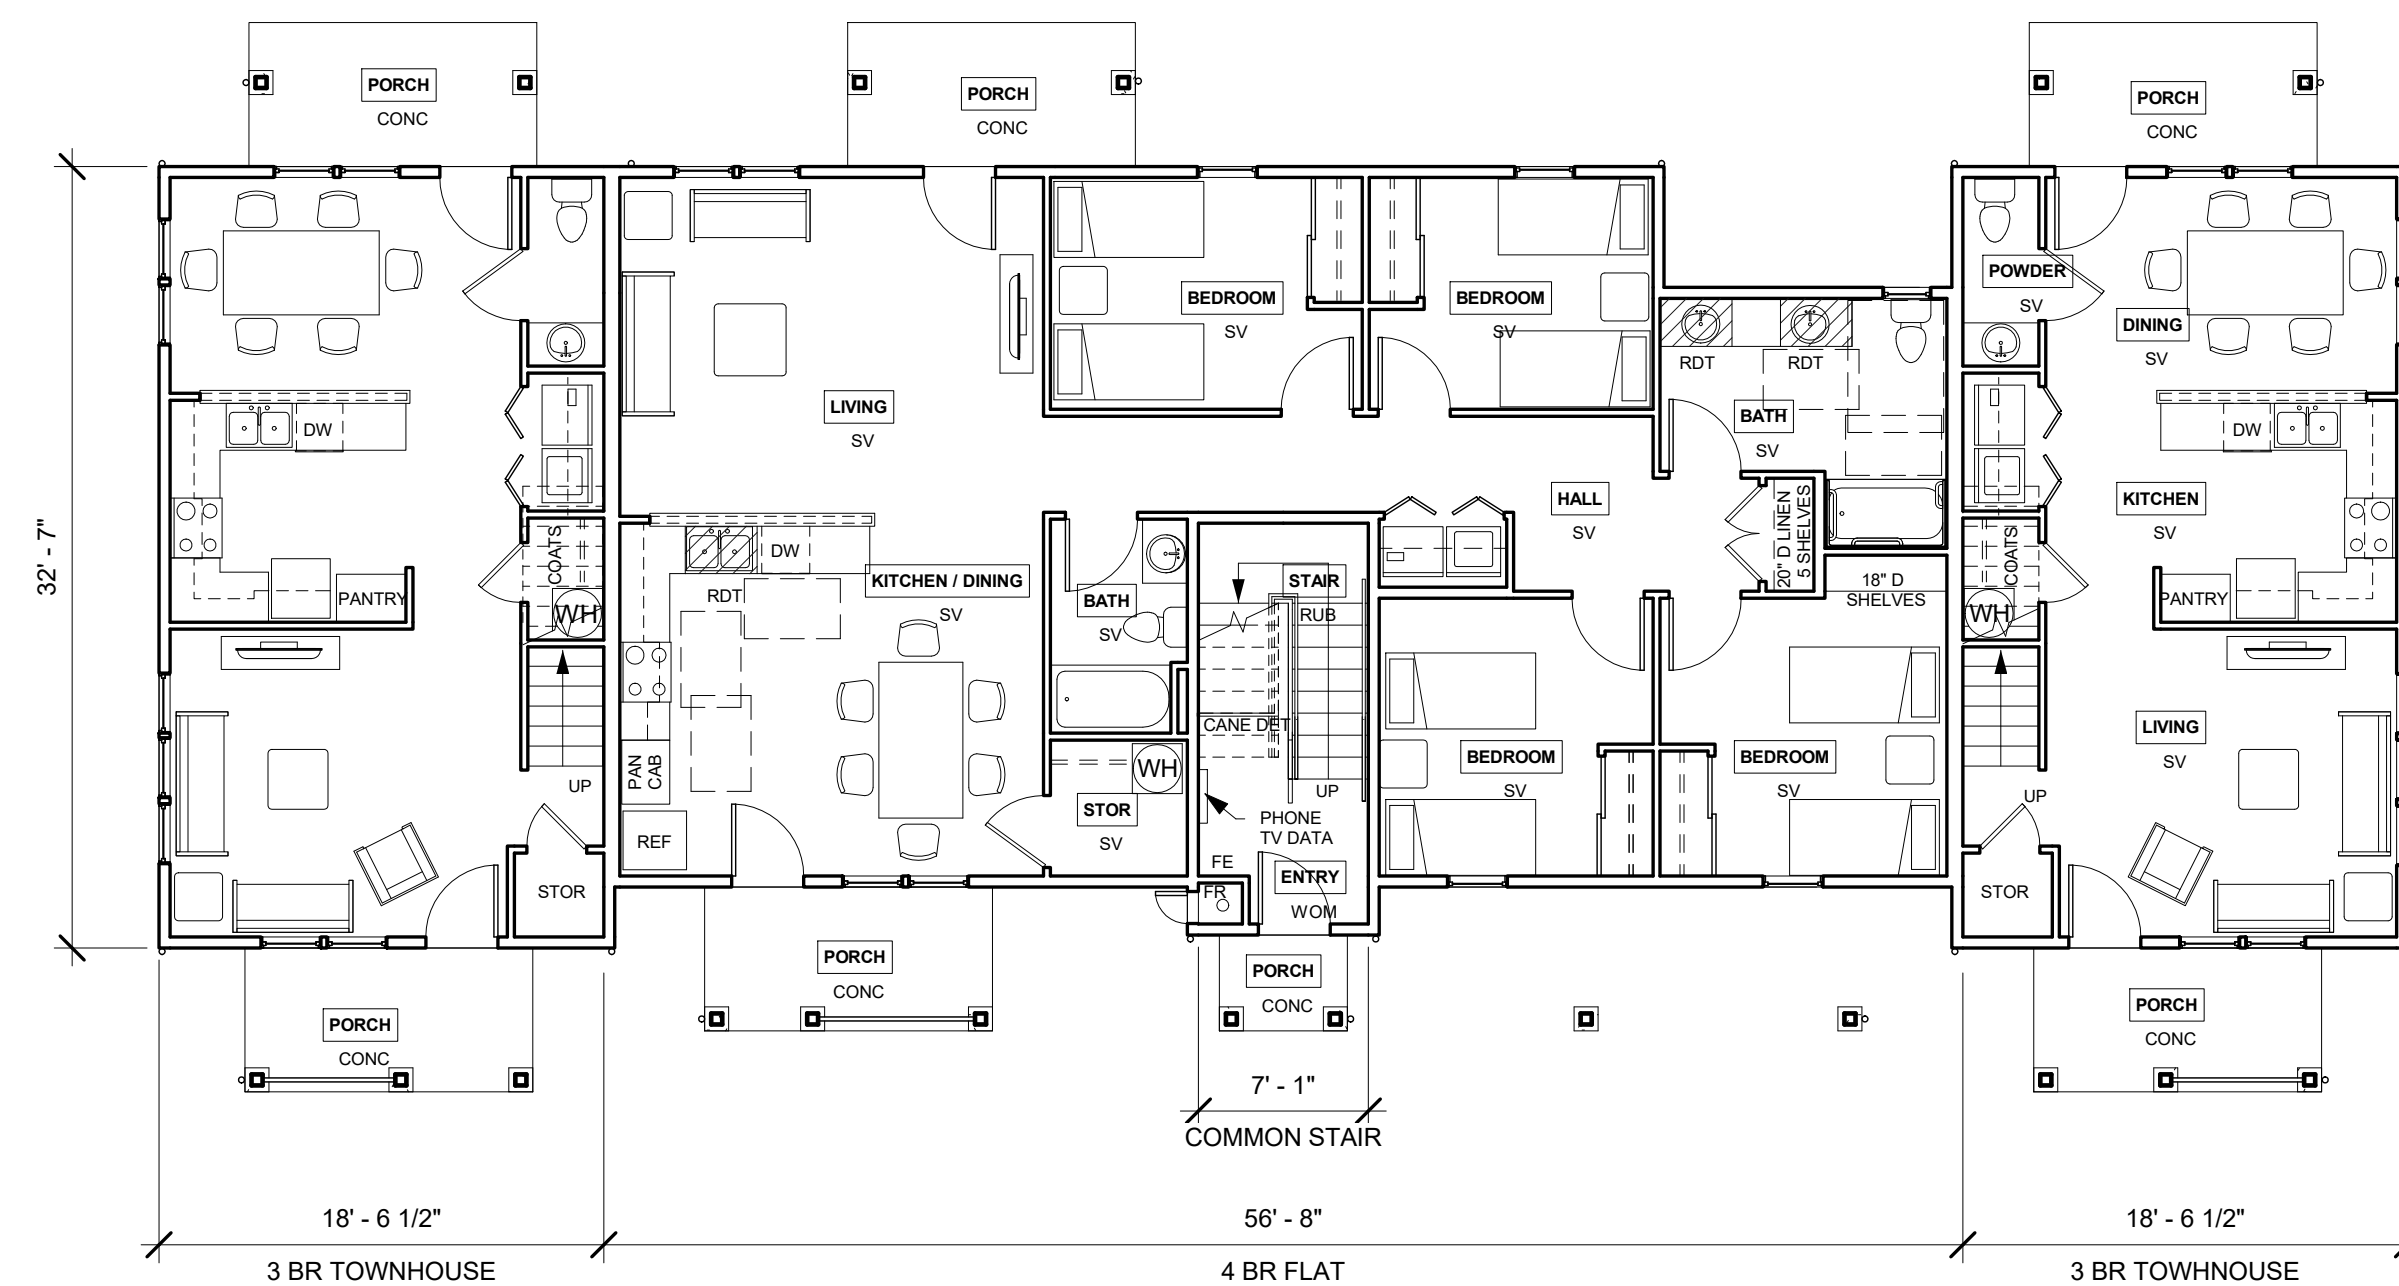 PORCH
CONC
PORCH
CONC
PORCH
CONC
BEDROOM
SV
BEDROOM
SV
POWDER
SV
DINING
SV
RDT
RDT
LIVING
SV
BATH
SV
DW
DW
HALL
SV
KITCHEN
SV
20" D LINEN
5 SHELVES
COATS
COATS
32' - 7"
DW
KITCHEN / DINING
SV
RDT
STAIR
RUB
BATH
SV
18" D
SHELVES
PANTRY
WH
PANTRY
WH
CANE DET
LIVING
SV
BEDROOM
SV
BEDROOM
SV
PAN
CAB
WH
UP
UP
UP
STOR
SV
PHONE
TV DATA
REF
FE
FR
ENTRY
WOM
STOR
STOR
PORCH
CONC
PORCH
CONC
PORCH
CONC
PORCH
CONC
7' - 1"
COMMON STAIR
18' - 6 1/2"
56' - 8"
18' - 6 1/2"
3 BR TOWNHOUSE
4 BR FLAT
3 BR TOWHNOUSE